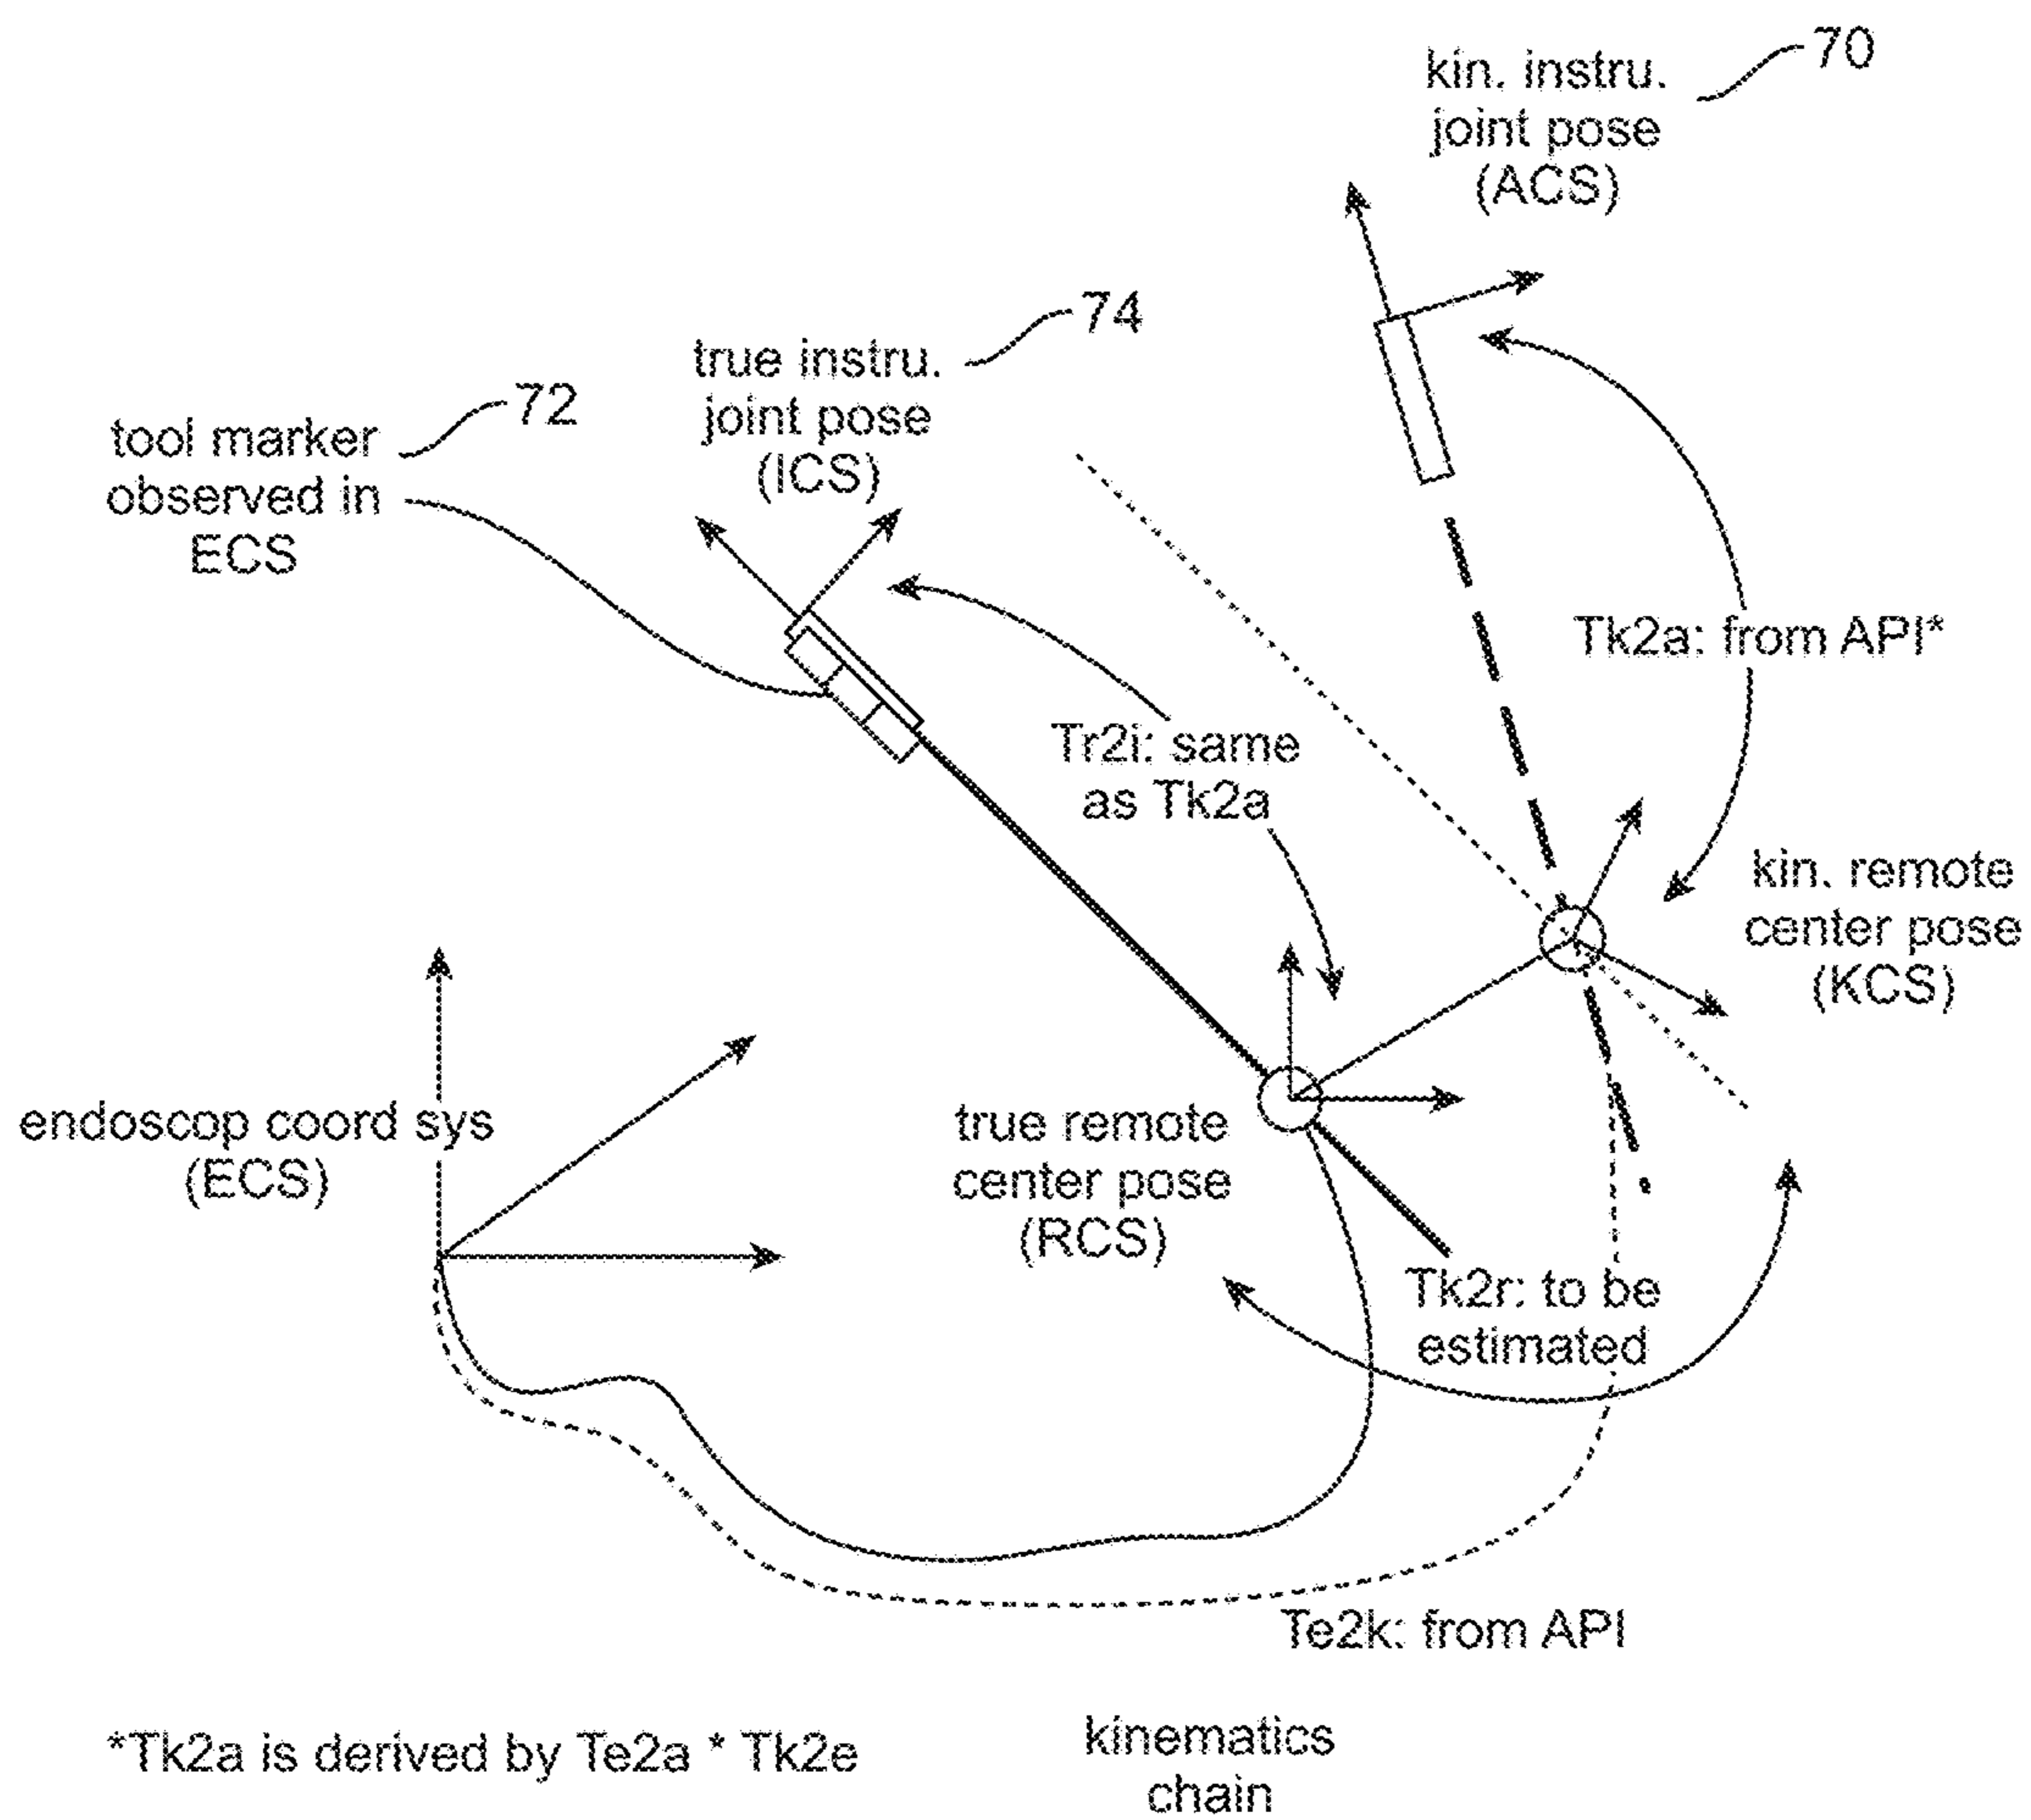 70
kin. instru.
joint pose
(ACS)
74
true instru.
joint pose
(ICS)
72
tool marker
observed in
ECS
Tk2a: from API*
Tr2i: same
as Tk2a
kin. remote
center pose
(KCS)
endoscop coord sys
(ECS)
true remote
center pose
(RCS)
Tk2r: to be
estimated
Te2k: from API
*Tk2a is derived by Te2a * Tk2e
kinematics
chain